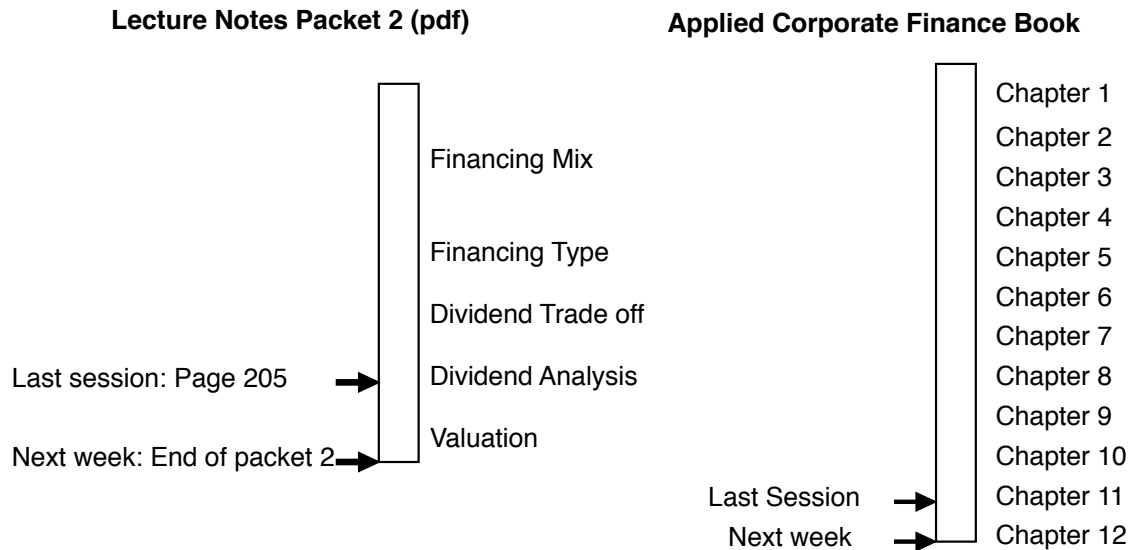 Lecture Notes Packet 2 (pdf)
Financing Mix
Financing Type
Dividend Trade off
Last session: Page 205
Dividend Analysis
Valuation
Next week: End of packet 2
Applied Corporate Finance Book
Chapter 1
Chapter 2
Chapter 3
Chapter 4
Chapter 5
Chapter 6
Chapter 7
Chapter 8
Chapter 9
Chapter 10
Last Session
Chapter 11
Next week
Chapter 12